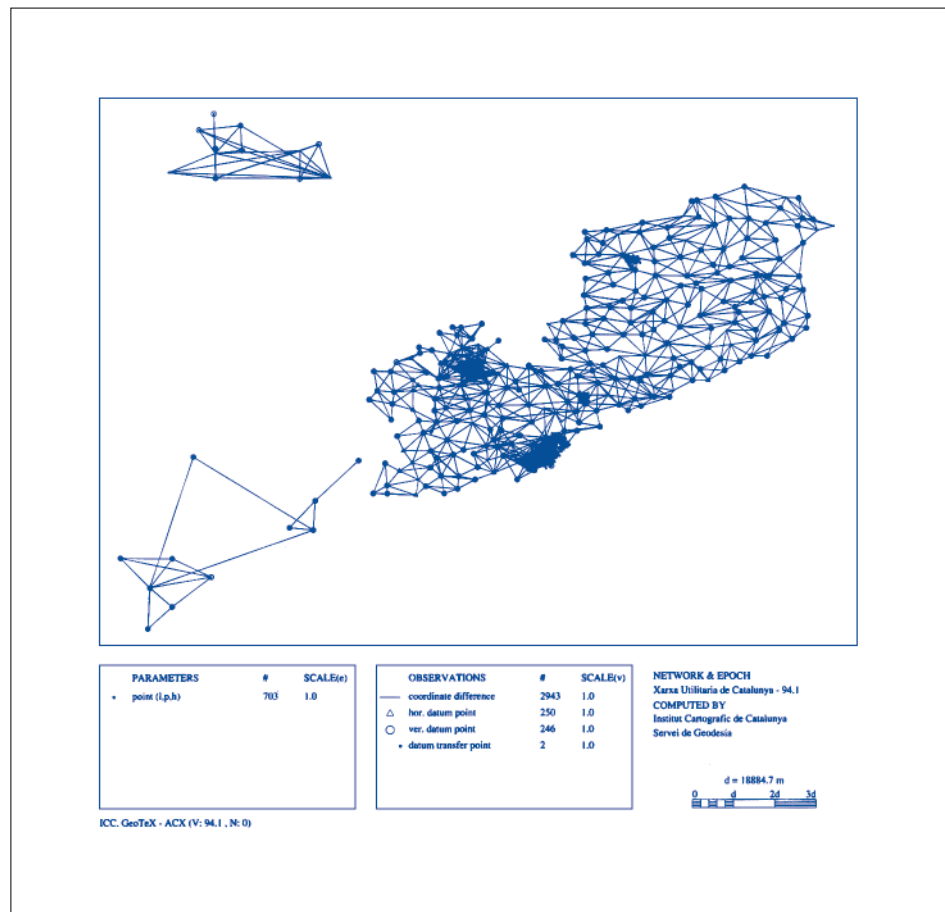 PARAMETERS # SCALE(e)
point (l,p,h) 703 1.0
OBSERVATIONS # SCALE(v)
coordinate difference 2943 1.0
hor. datum point 250 1.0
ver. datum point 246 1.0
datum transfer point 2 1.0
NETWORK & EPOCH
Xarxa Utilitaria de Catalunya - 94.1
COMPUTED BY
Institut Cartografic de Catalunya
Servei de Geodesia
d = 18884.7 m
0 d 2d 3d
ICC. GeoTeX - ACX (V: 94.1 , N: 0)